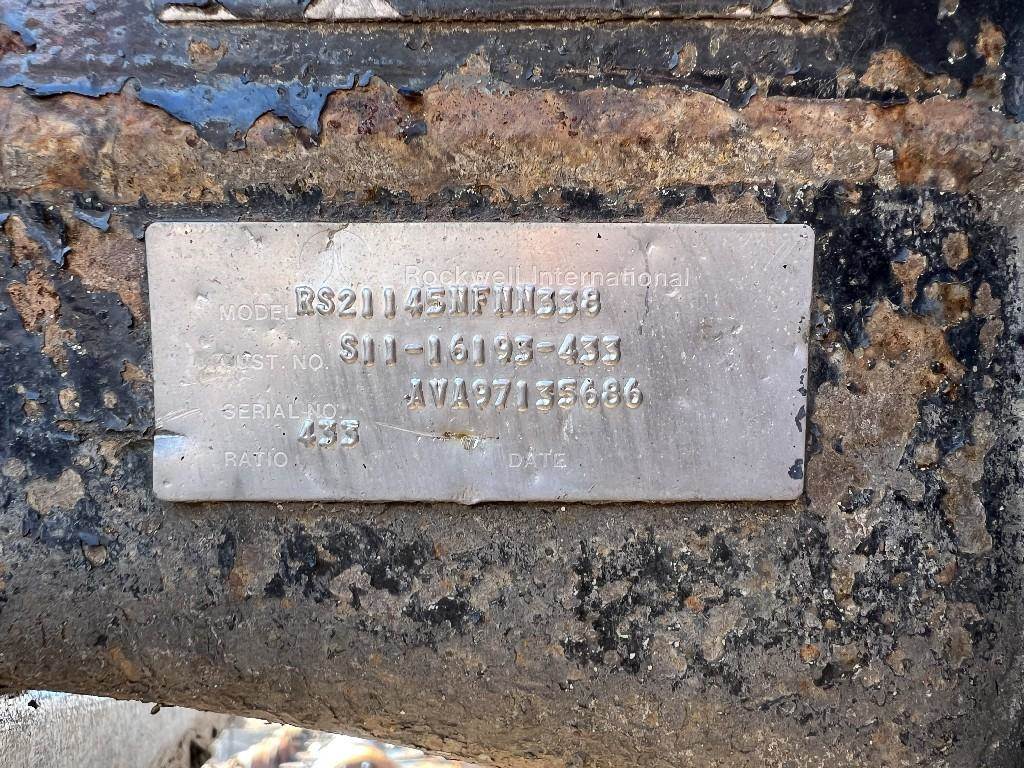 Rockwell International
MODEL RS21145NFNN338
CUST. NO. S11-16193-433
SERIAL NO. AVA97135686
RATIO 433 DATE